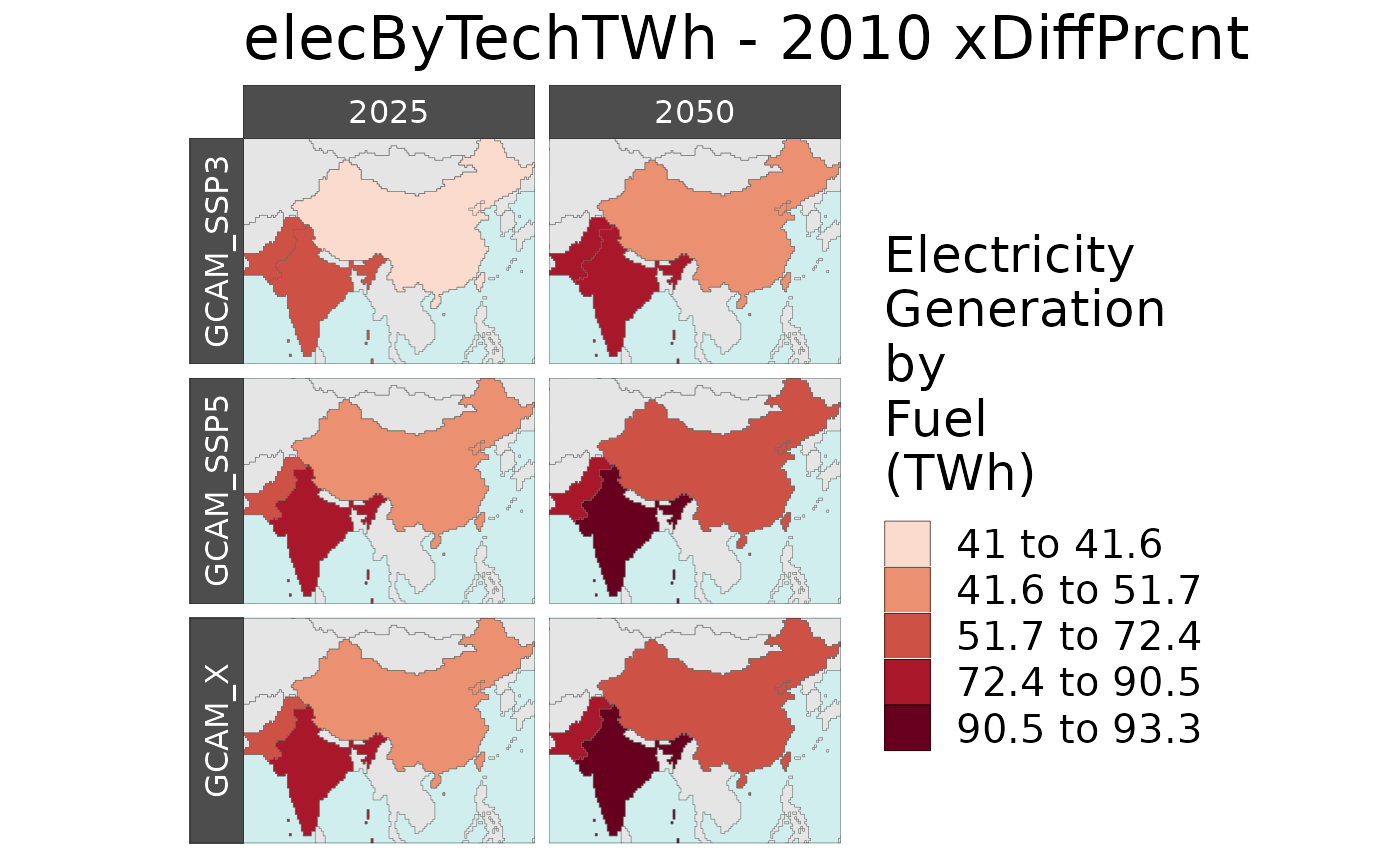 elecByTechTWh - 2010 xDiffPrcnt
2025
2050
GCAM_SSP3
GCAM_SSP5
GCAM_X
Electricity
Generation
by
Fuel
(TWh)
41 to 41.6
41.6 to 51.7
51.7 to 72.4
72.4 to 90.5
90.5 to 93.3